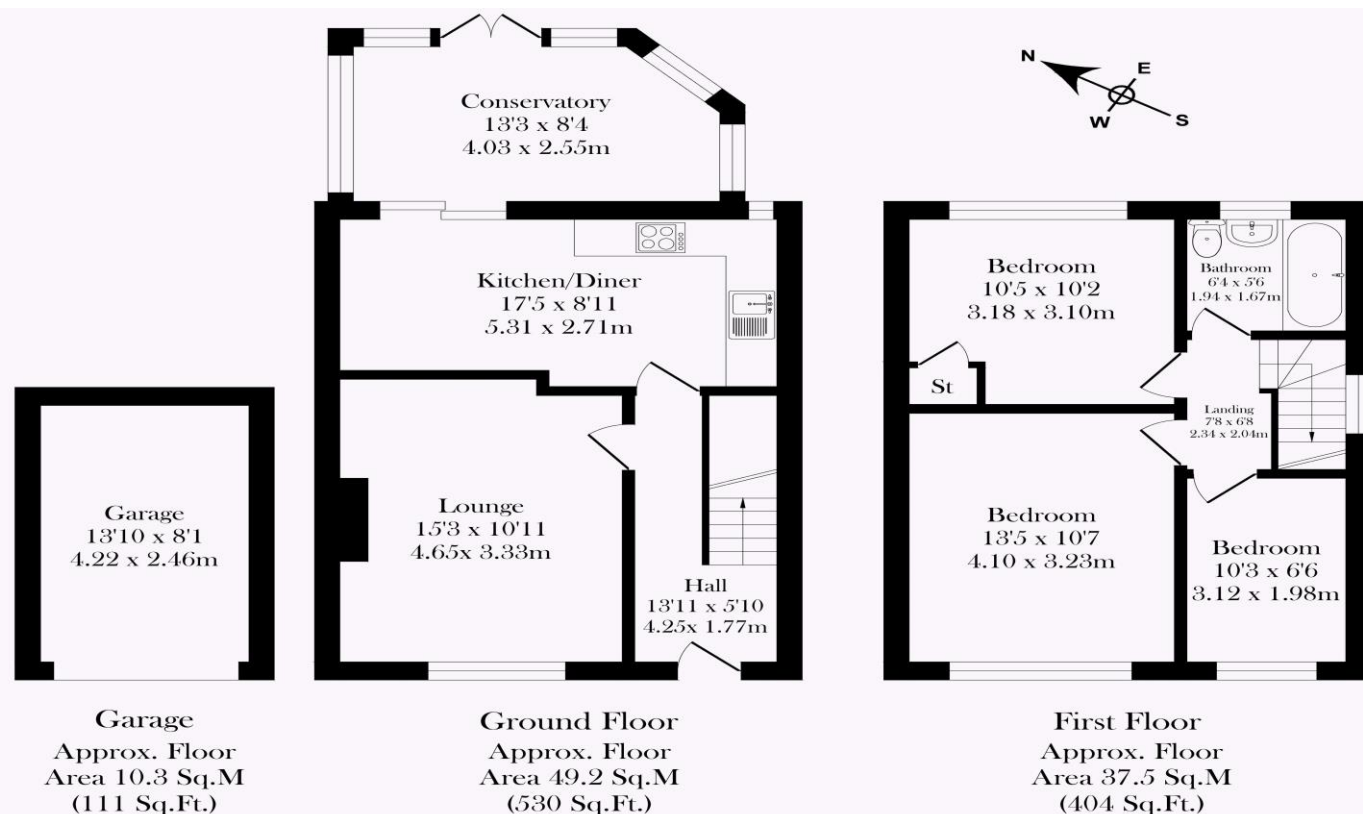 N
E
W
S
Conservatory
13'3 x 8'4
4.03 x 2.55m
Kitchen/Diner
17'5 x 8'11
5.31 x 2.71m
Lounge
15'3 x 10'11
4.65x 3.33m
Hall
13'11 x 5'10
4.25x 1.77m
Garage
13'10 x 8'1
4.22 x 2.46m
Bedroom
10'5 x 10'2
3.18 x 3.10m
Bathroom
6'4 x 5'6
1.94 x 1.67m
St
Landing
7'8 x 6'8
2.34 x 2.04m
Bedroom
13'5 x 10'7
4.10 x 3.23m
Bedroom
10'3 x 6'6
3.12 x 1.98m
Garage
Approx. Floor
Area 10.3 Sq.M
(111 Sq.Ft.)
Ground Floor
Approx. Floor
Area 49.2 Sq.M
(530 Sq.Ft.)
First Floor
Approx. Floor
Area 37.5 Sq.M
(404 Sq.Ft.)